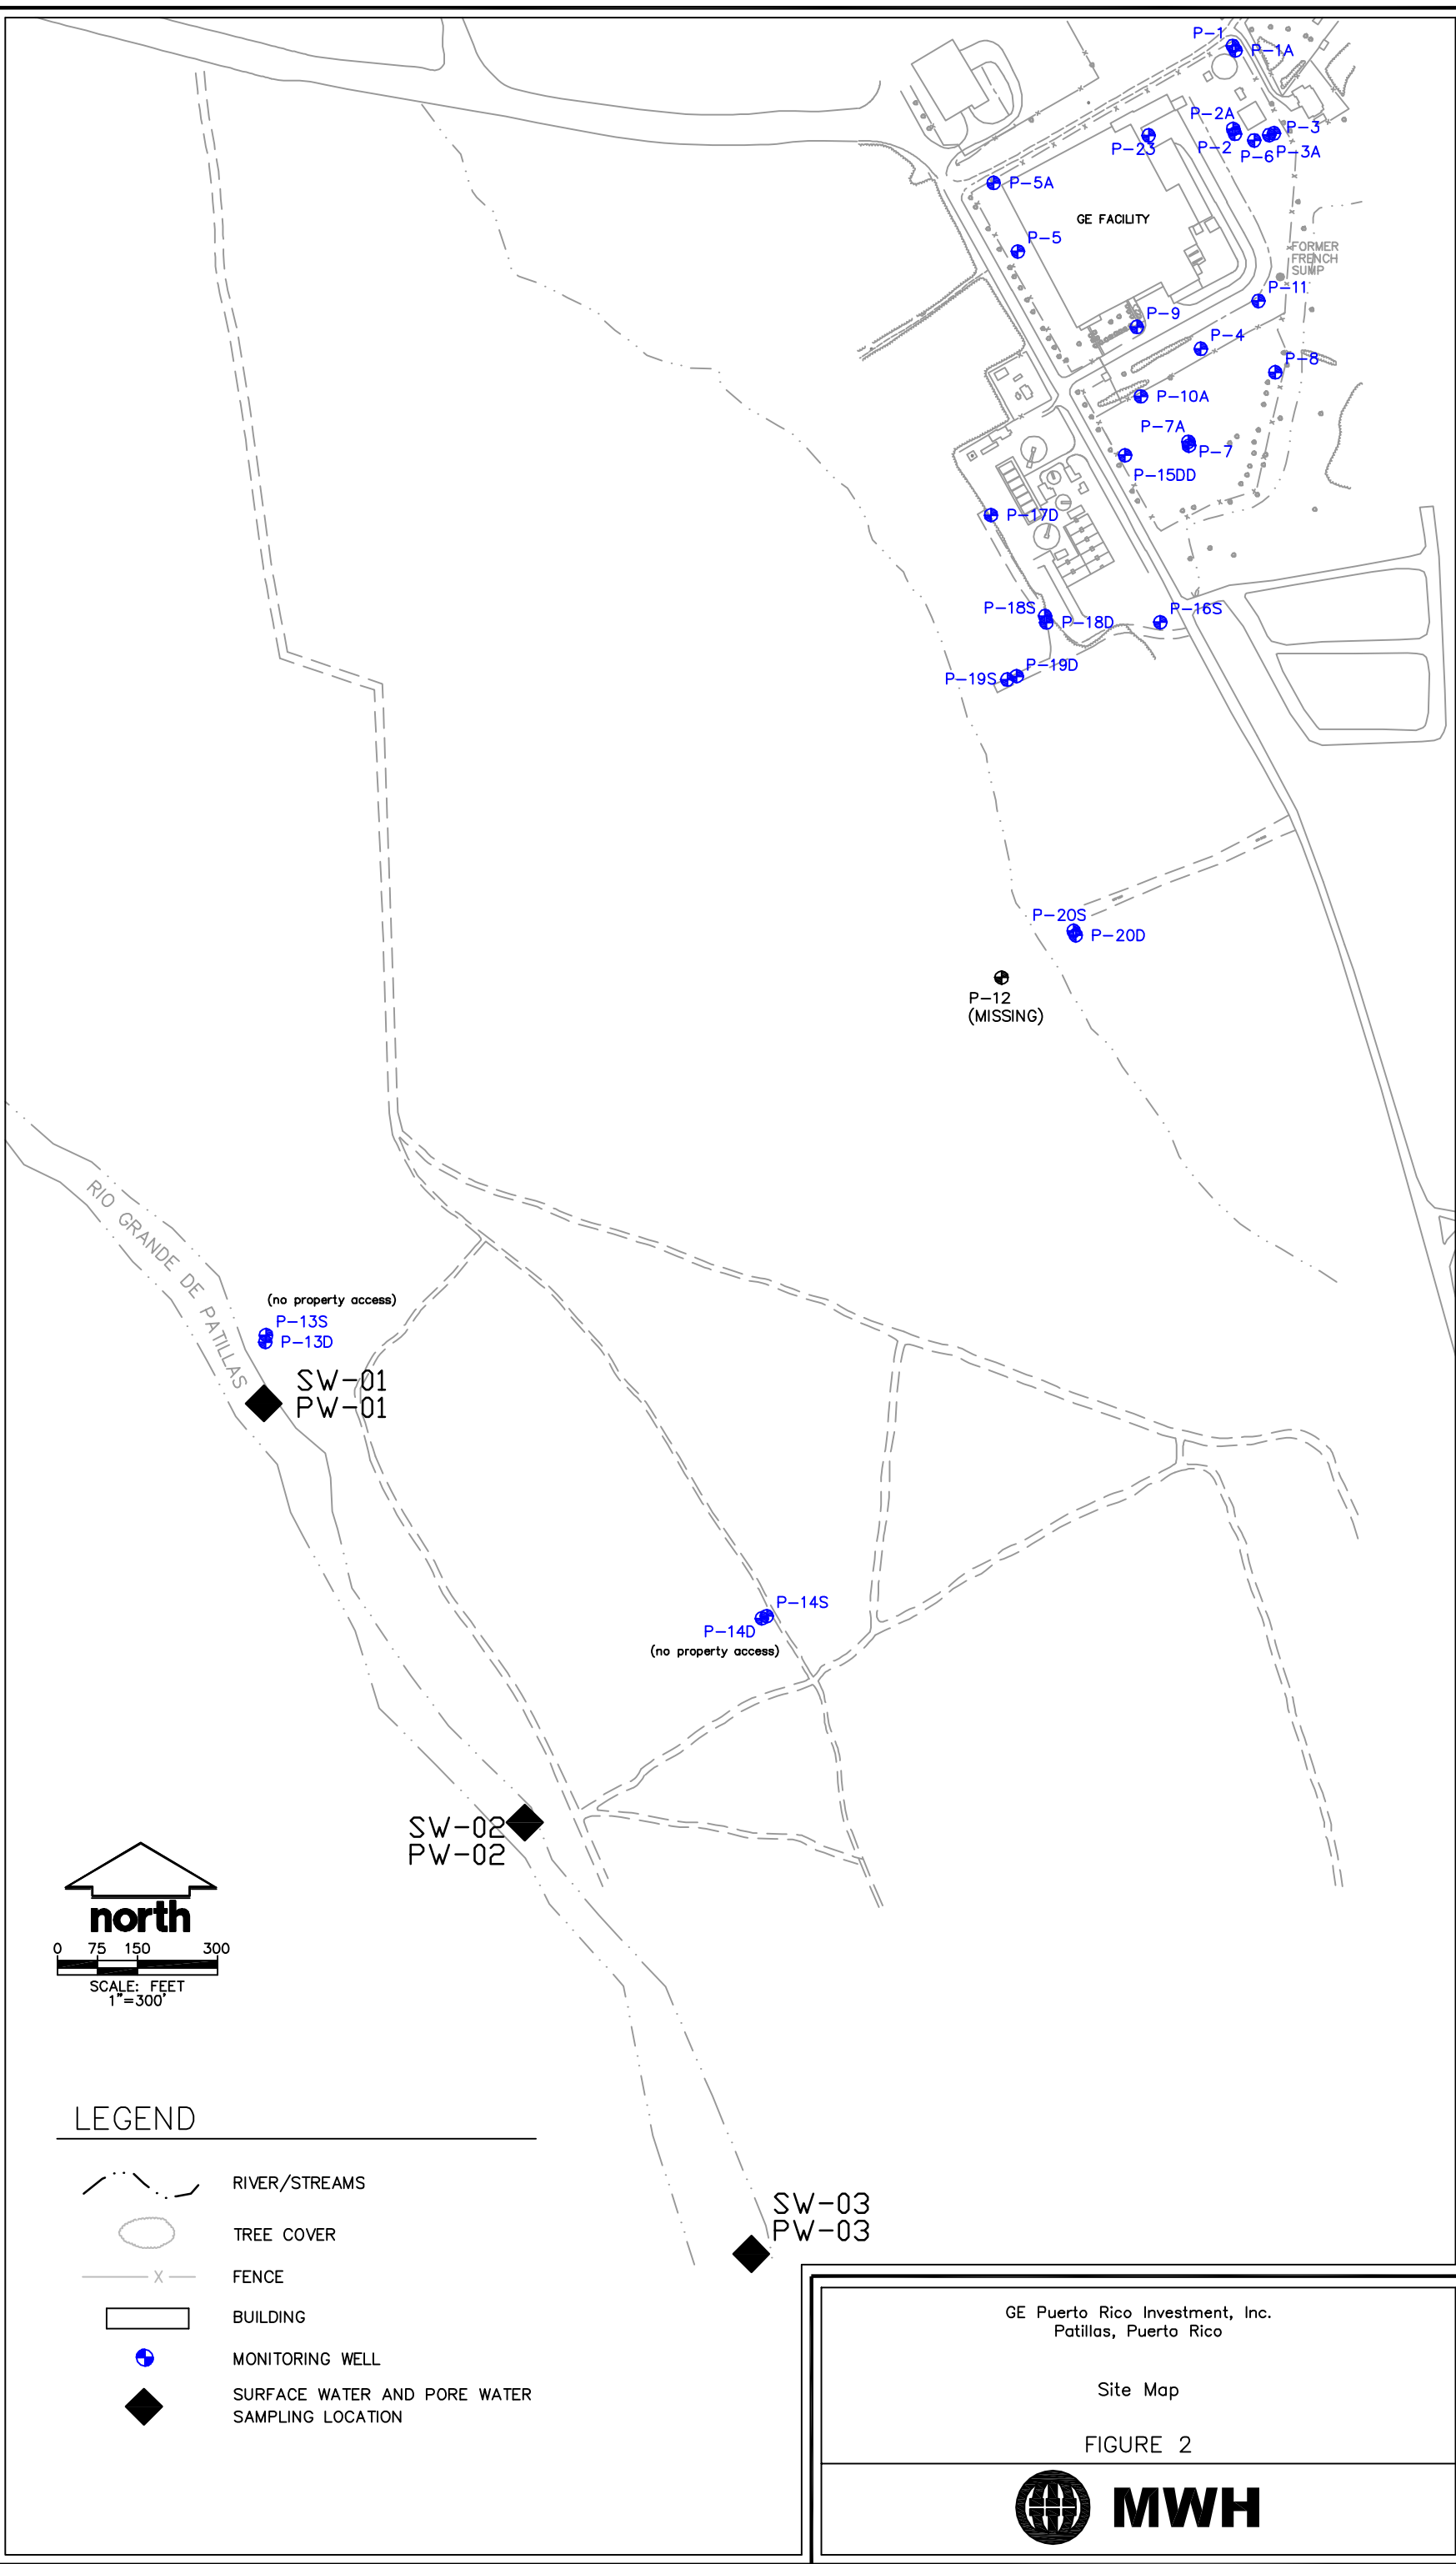 P-1
P-1A
P-2A
P-3
P-23
P-2
P-6
P-3A
P-5A
GE FACILITY
P-5
FORMER
FRENCH
SUMP
P-11
P-9
P-4
P-8
P-10A
P-7A
P-7
P-15DD
P-17D
P-18S
P-18D
P-16S
P-19D
P-19S
P-20S
P-20D
P-12
(MISSING)
RIO GRANDE DE PATILLAS
(no property access)
P-13S
P-13D
SW-01
PW-01
P-14S
P-14D
(no property access)
SW-02
PW-02
north
0 75 150 300
SCALE: FEET
1"=300'
LEGEND
RIVER/STREAMS
TREE COVER
X
FENCE
BUILDING
MONITORING WELL
SURFACE WATER AND PORE WATER
SAMPLING LOCATION
SW-03
PW-03
GE Puerto Rico Investment, Inc.
Patillas, Puerto Rico
Site Map
FIGURE 2
MWH